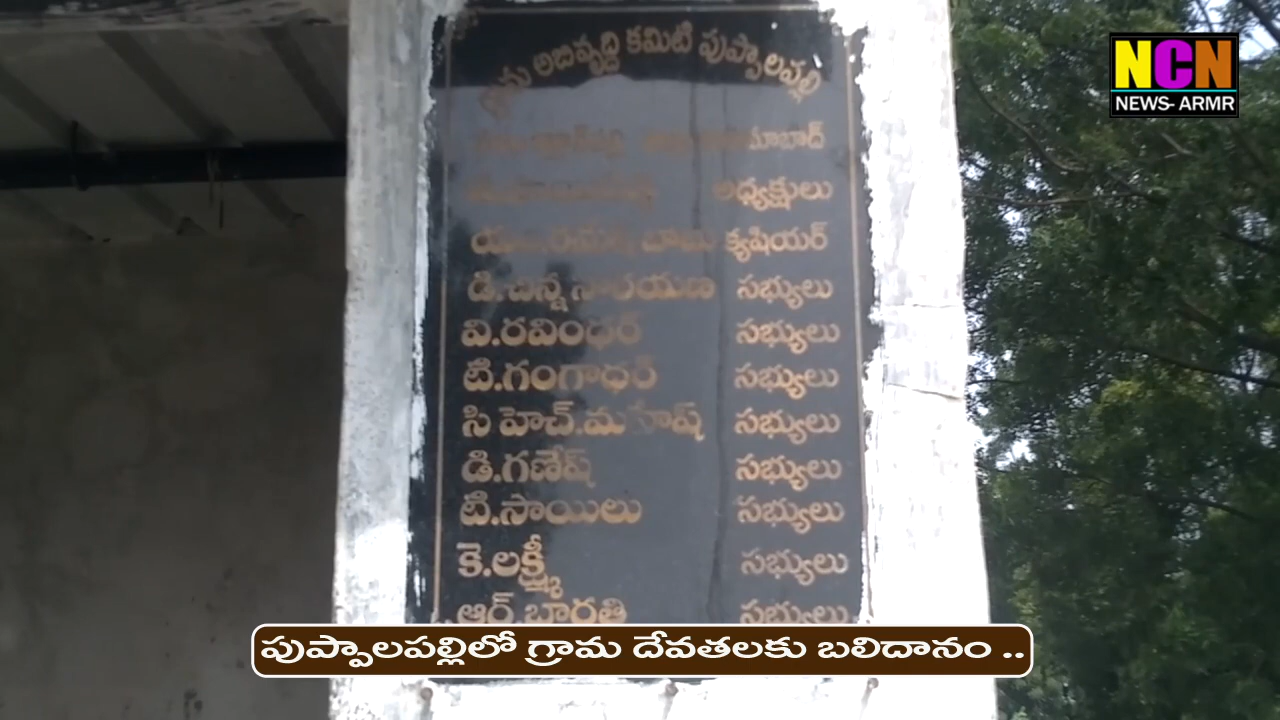 గ్రామ అభివృద్ది కమిటి పుప్పాలపల్లి
అధ్యక్షులు
క్యషియర్
డి.చిన్న నారాయణ సభ్యులు
వి.రవిందర్ సభ్యులు
టి.గంగాధర్ సభ్యులు
సి హెచ్.మహేష్ సభ్యులు
డి.గణేష్ సభ్యులు
టి.సాయిలు సభ్యులు
కె.లక్ష్మీ సభ్యులు
ఆర్.భారతి సభ్యులు
పుప్పాలపల్లిలో గ్రామ దేవతలకు బలిదానం ..
NCN
NEWS- ARMR